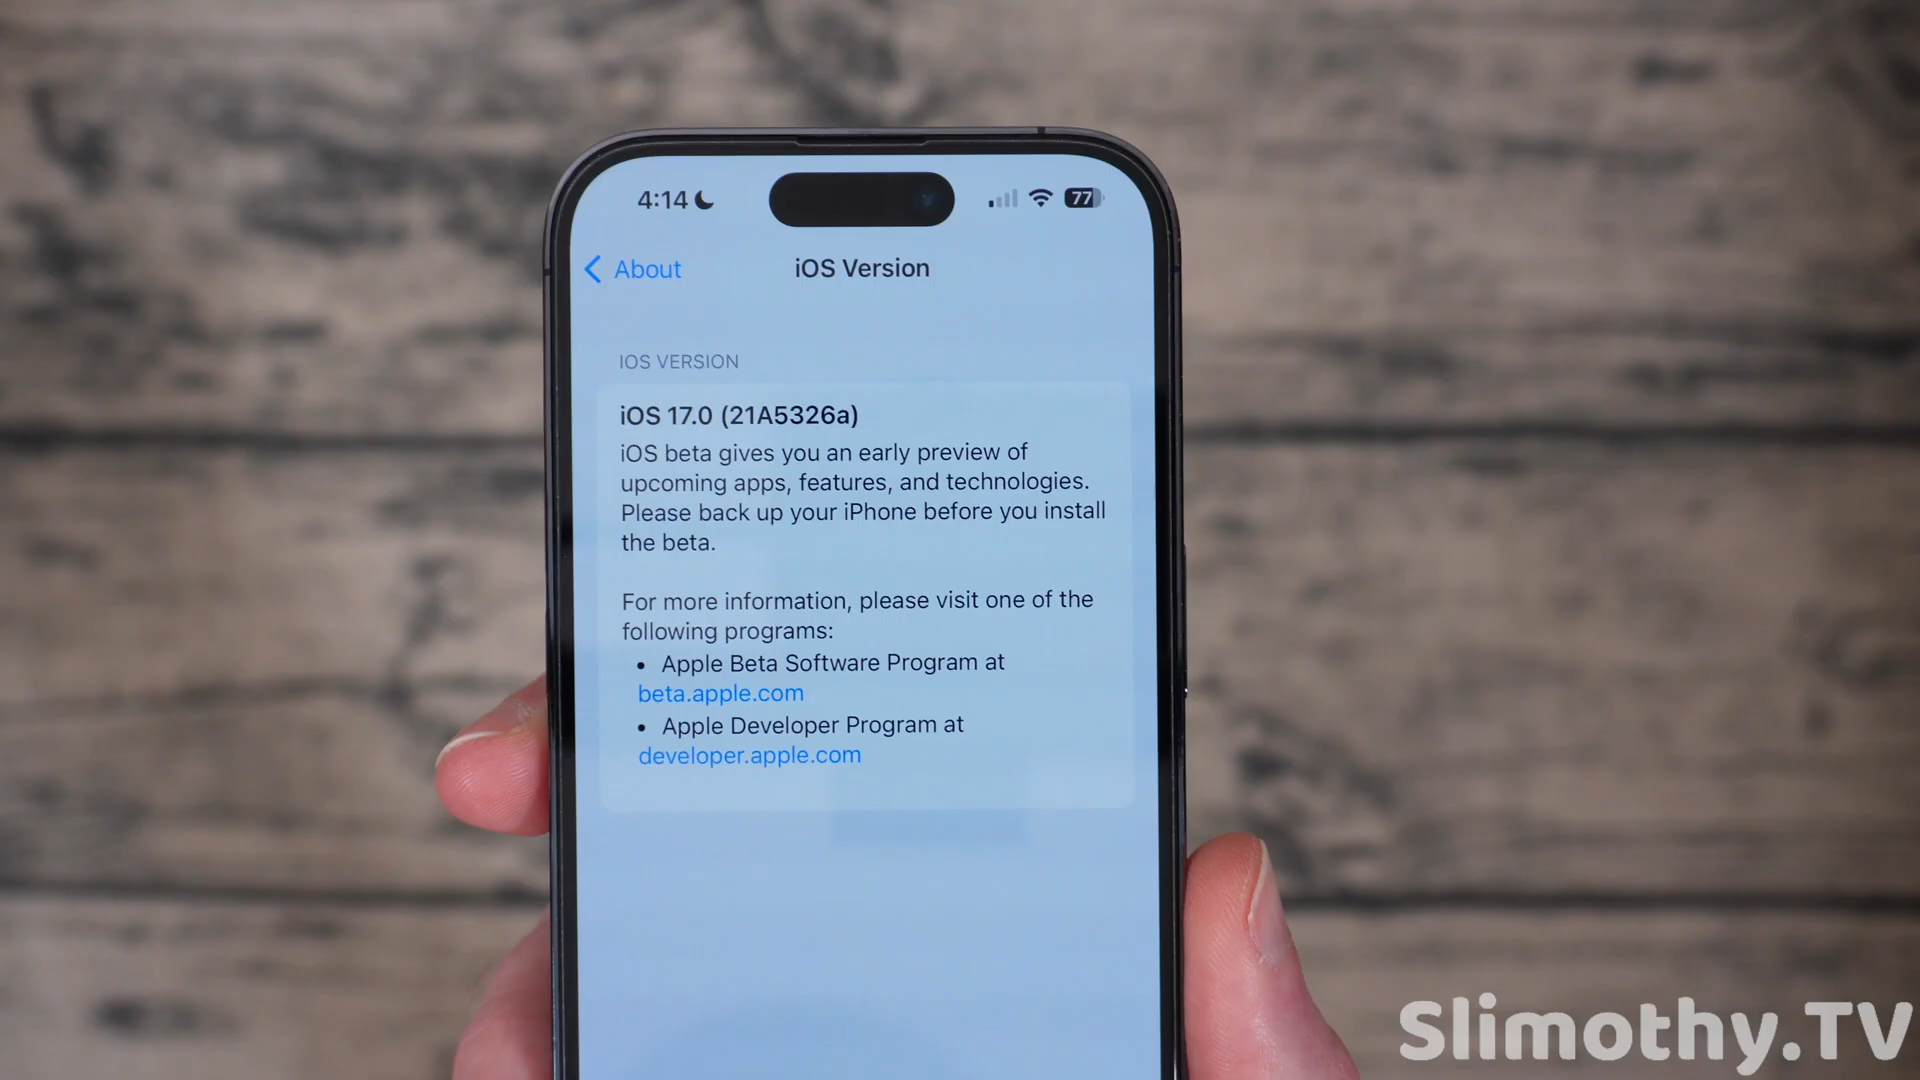 4:14
77
About
iOS Version
IOS VERSION
iOS 17.0 (21A5326a)
iOS beta gives you an early preview of
upcoming apps, features, and technologies.
Please back up your iPhone before you install
the beta.
For more information, please visit one of the
following programs:
• Apple Beta Software Program at
beta.apple.com
• Apple Developer Program at
developer.apple.com
Slimothy.TV